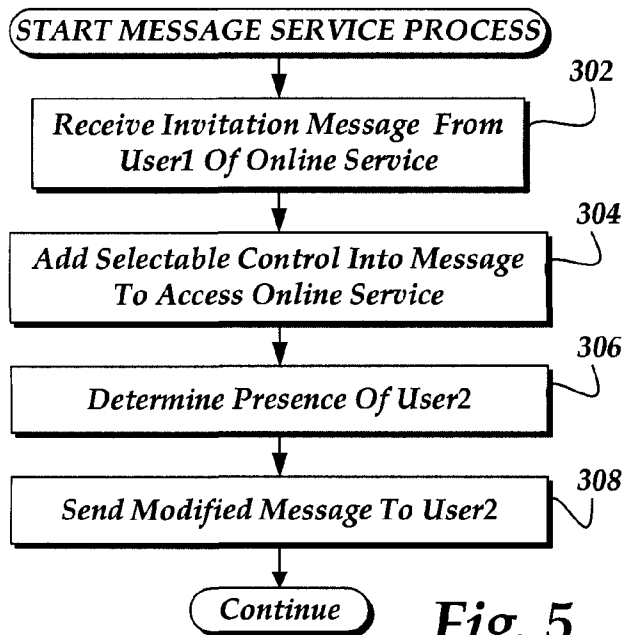 START MESSAGE SERVICE PROCESS
302
Receive Invitation Message From
User1 Of Online Service
304
Add Selectable Control Into Message
To Access Online Service
306
Determine Presence Of User2
308
Send Modified Message To User2
Continue
Fig. 5